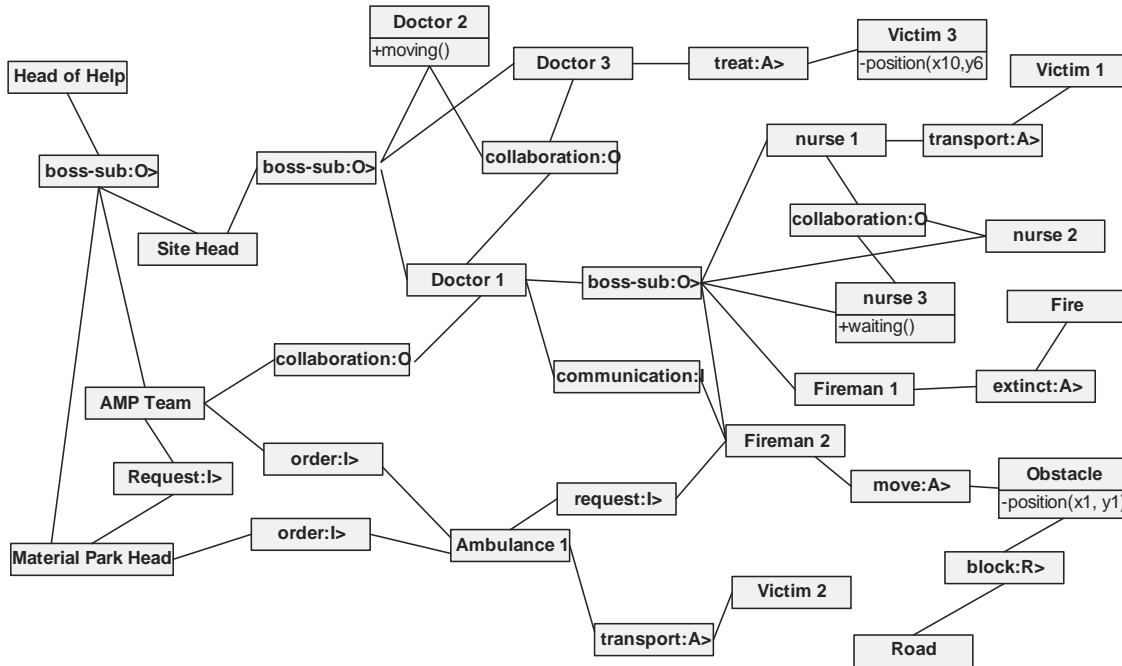 Doctor 2
+moving()
Victim 3
-position(x10,y6
Doctor 3
treat:A>
Head of Help
Victim 1
nurse 1
transport:A>
collaboration:O
boss-sub:O>
boss-sub:O>
collaboration:O
Site Head
nurse 2
Doctor 1
boss-sub:O>
nurse 3
+waiting()
Fire
collaboration:O
communication:I
Fireman 1
extinct:A>
AMP Team
Fireman 2
order:I>
Request:I>
move:A>
Obstacle
-position(x1, y1)
request:I>
order:I>
Ambulance 1
Material Park Head
block:R>
Victim 2
transport:A>
Road